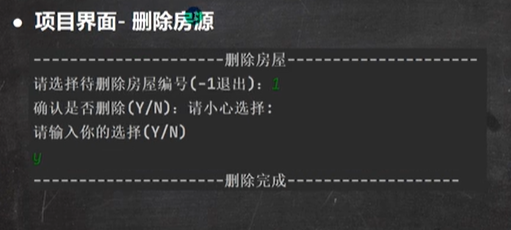 ● 项目界面- 删除房源
---------------------删除房屋---------------------
请选择待删除房屋编号(-1退出)：1
确认是否删除(Y/N)：请小心选择:
请输入你的选择(Y/N)
y
---------------------删除完成-------------------